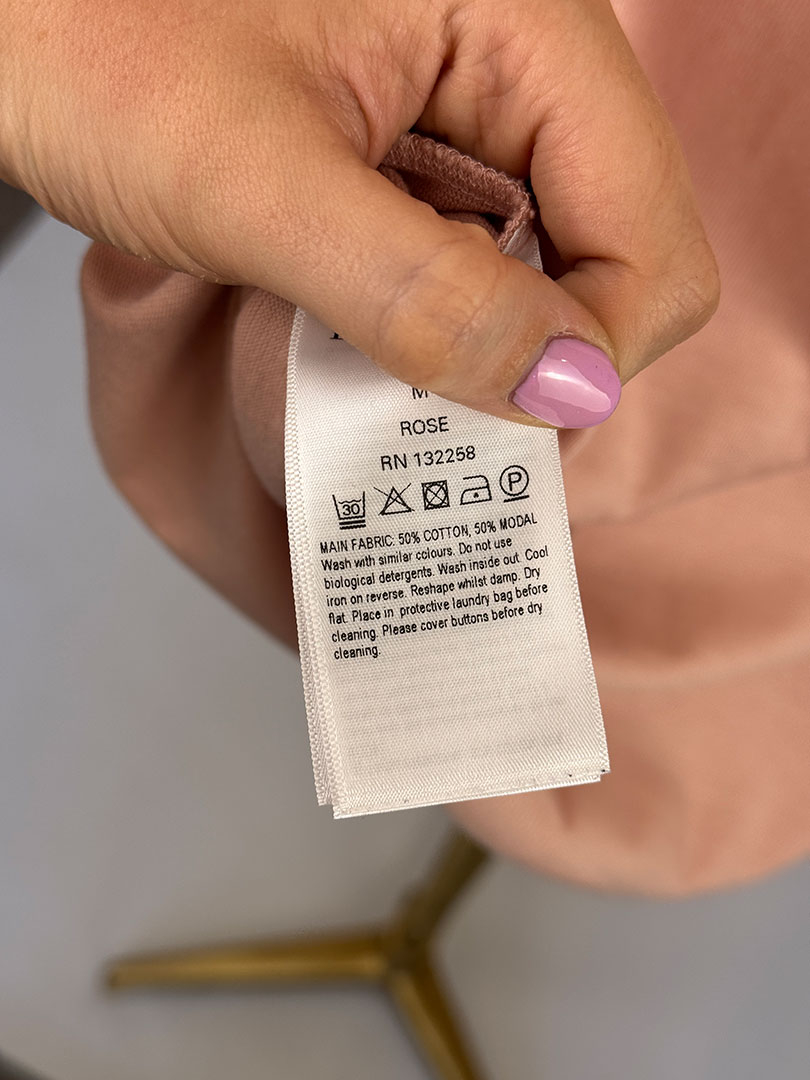 M
ROSE
RN 132258
30 P
MAIN FABRIC: 50% COTTON, 50% MODAL
Wash with similar colours. Do not use
biological detergents. Wash inside out. Cool
iron on reverse. Reshape whilst damp. Dry
flat. Place in protective laundry bag before
cleaning. Please cover buttons before dry
cleaning.